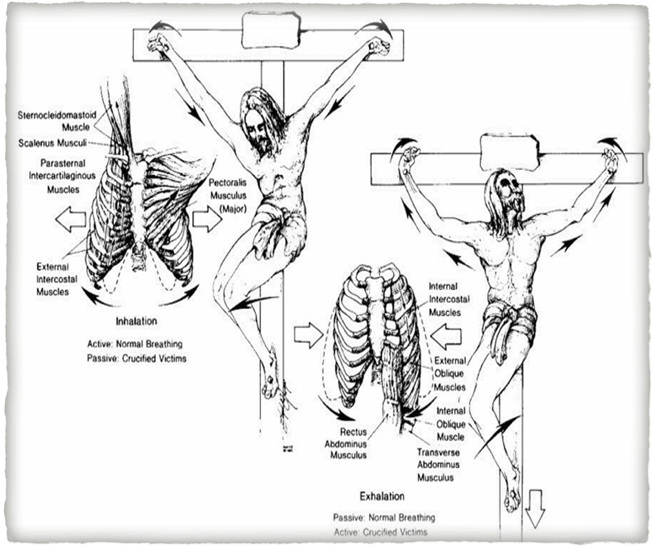 Sternocleidomastoid
Muscle
Scalenus Musculi
Parasternal
Intercartilaginous
Muscles
Pectoralis
Musculus
(Major)
External
Intercostal
Muscles
Inhalation
Active: Normal Breathing
Passive: Crucified Victims
Internal
Intercostal
Muscles
External
Oblique
Muscles
Internal
Oblique
Muscle
Rectus
Abdominus
Musculus
Transverse
Abdominus
Musculus
Exhalation
Passive: Normal Breathing
Active: Crucified Victims